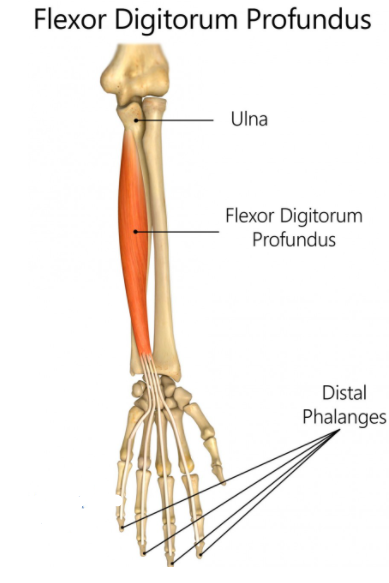 Flexor Digitorum Profundus
Ulna
Flexor Digitorum
Profundus
Distal
Phalanges